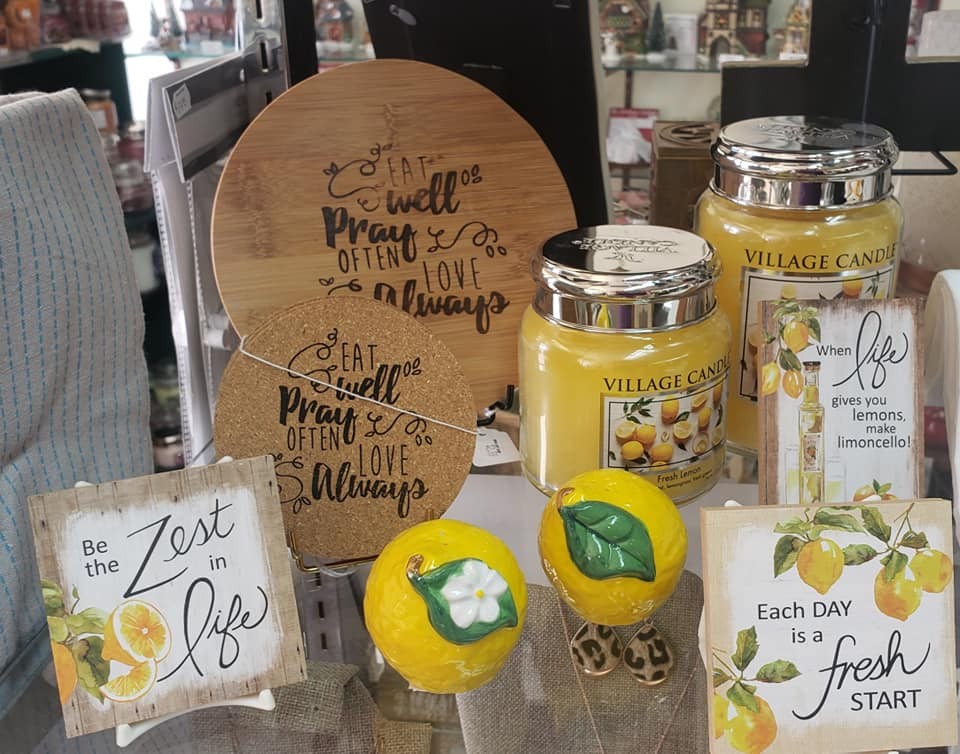 EAT
well
Pray
OFTEN
LOVE
Always
EAT
well
Pray
OFTEN
LOVE
Always
VILLAGE CANDLE
VILLAGE CANDLE
Fresh Lemon
When life
gives you
lemons,
make
limoncello!
Be
the Zest
in
life
Each DAY
is a
fresh
START